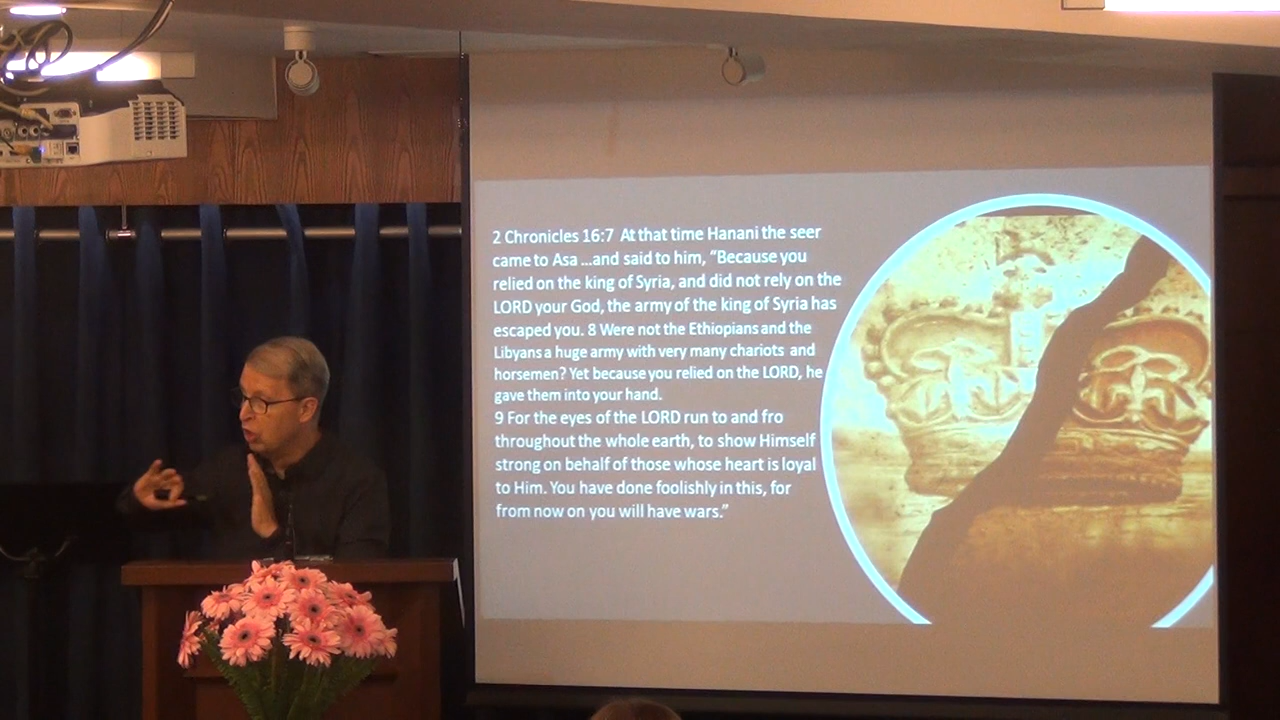 2 Chronicles 16:7 At that time Hanani the seer
came to Asa ...and said to him, “Because you
relied on the king of Syria, and did not rely on the
LORD your God, the army of the king of Syria has
escaped you. 8 Were not the Ethiopians and the
Libyans a huge army with very many chariots and
horsemen? Yet because you relied on the LORD, he
gave them into your hand.
9 For the eyes of the LORD run to and fro
throughout the whole earth, to show Himself
strong on behalf of those whose heart is loyal
to Him. You have done foolishly in this, for
from now on you will have wars.”